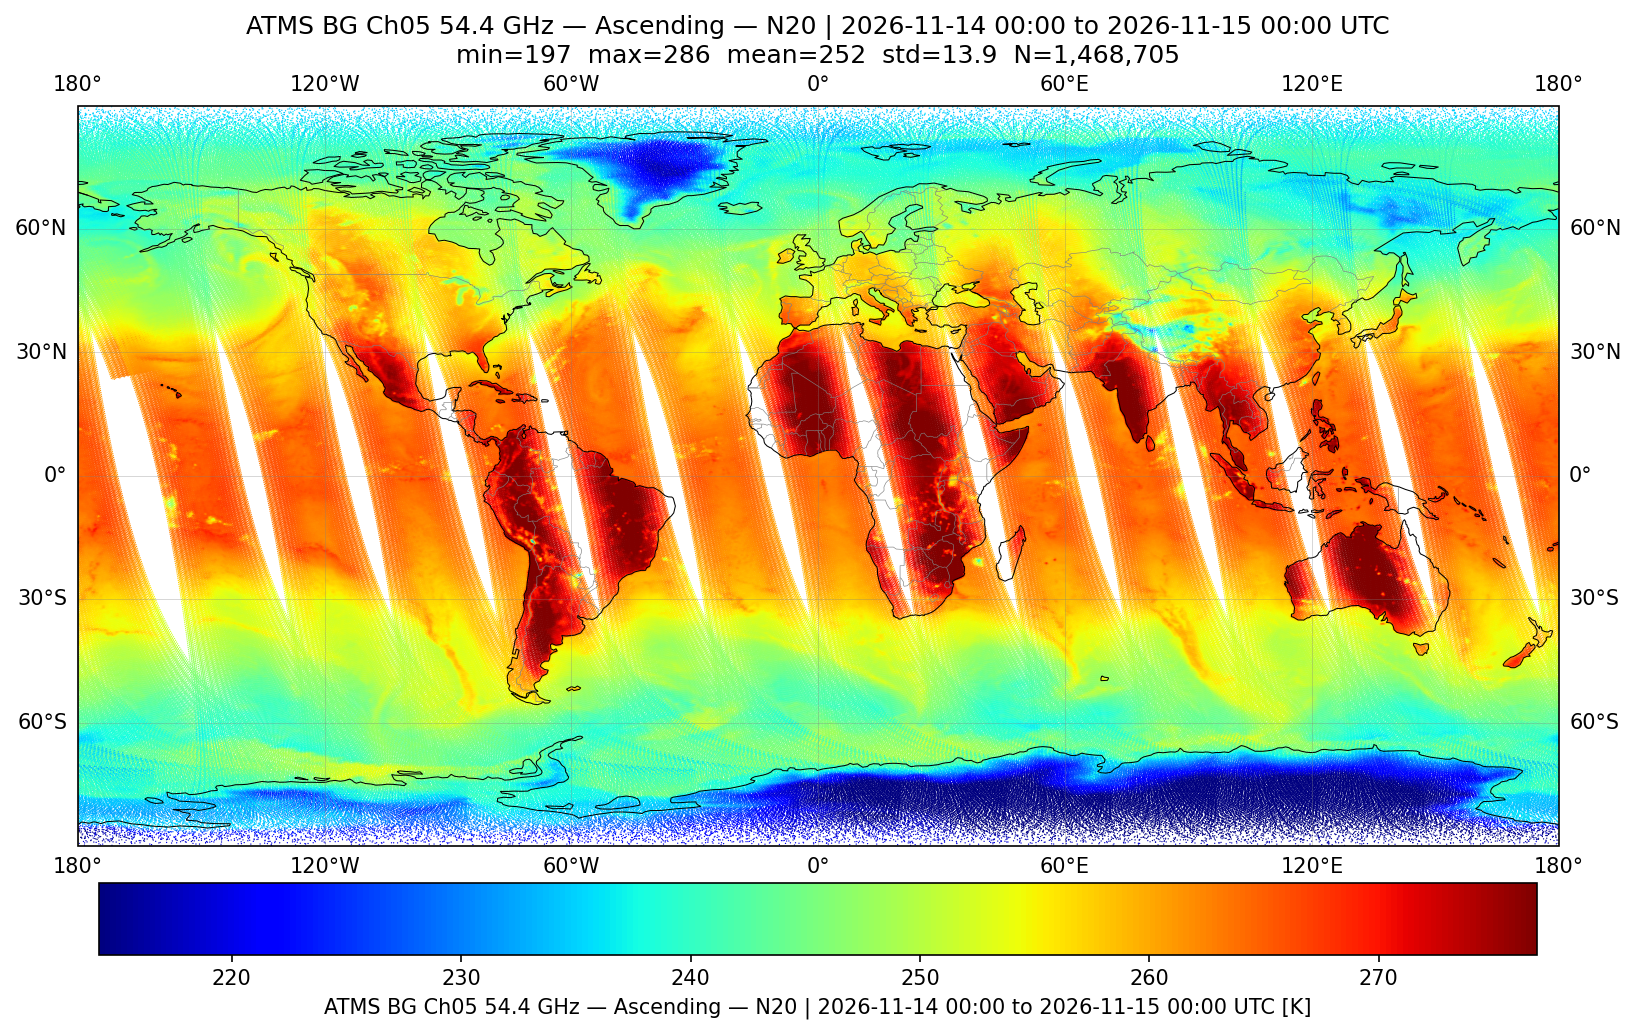 ATMS BG Ch05 54.4 GHz — Ascending — N20 | 2026-11-14 00:00 to 2026-11-15 00:00 UTC
min=197 max=286 mean=252 std=13.9 N=1,468,705
180° 120°W 60°W 0° 60°E 120°E 180°
60°N 60°N
30°N 30°N
0° 0°
30°S 30°S
60°S 60°S
180° 120°W 60°W 0° 60°E 120°E 180°
220 230 240 250 260 270
ATMS BG Ch05 54.4 GHz — Ascending — N20 | 2026-11-14 00:00 to 2026-11-15 00:00 UTC [K]